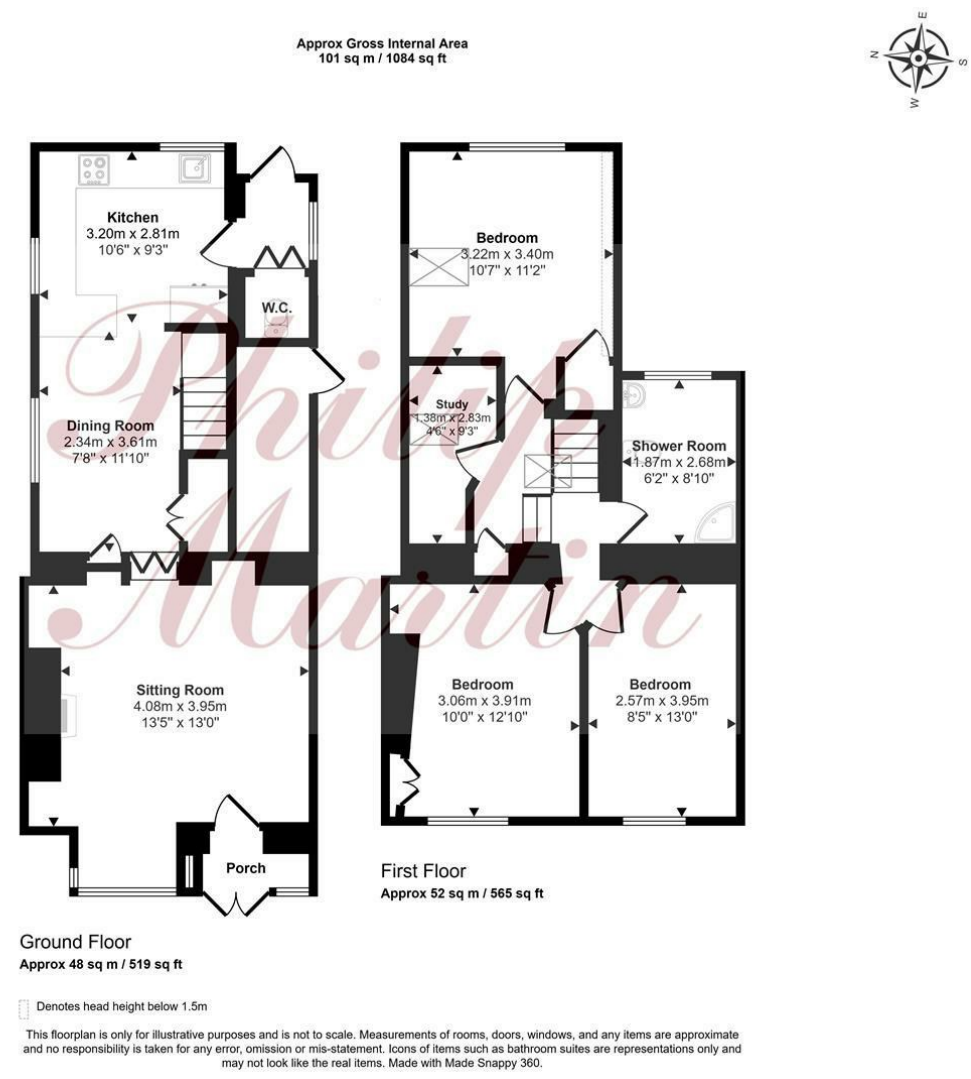 Approx Gross Internal Area
101 sq m / 1084 sq ft
N
E
S
W
Kitchen
3.20m x 2.81m
10'6" x 9'3"
W.C.
Dining Room
2.34m x 3.61m
7'8" x 11'10"
Sitting Room
4.08m x 3.95m
13'5" x 13'0"
Porch
Bedroom
3.22m x 3.40m
10'7" x 11'2"
Study
1.38m x 2.83m
4'6" x 9'3"
Shower Room
1.87m x 2.68m
6'2" x 8'10"
Bedroom
3.06m x 3.91m
10'0" x 12'10"
Bedroom
2.57m x 3.95m
8'5" x 13'0"
Philip
Martin
First Floor
Approx 52 sq m / 565 sq ft
Ground Floor
Approx 48 sq m / 519 sq ft
Denotes head height below 1.5m
This floorplan is only for illustrative purposes and is not to scale. Measurements of rooms, doors, windows, and any items are approximate
and no responsibility is taken for any error, omission or mis-statement. Icons of items such as bathroom suites are representations only and
may not look like the real items. Made with Made Snappy 360.